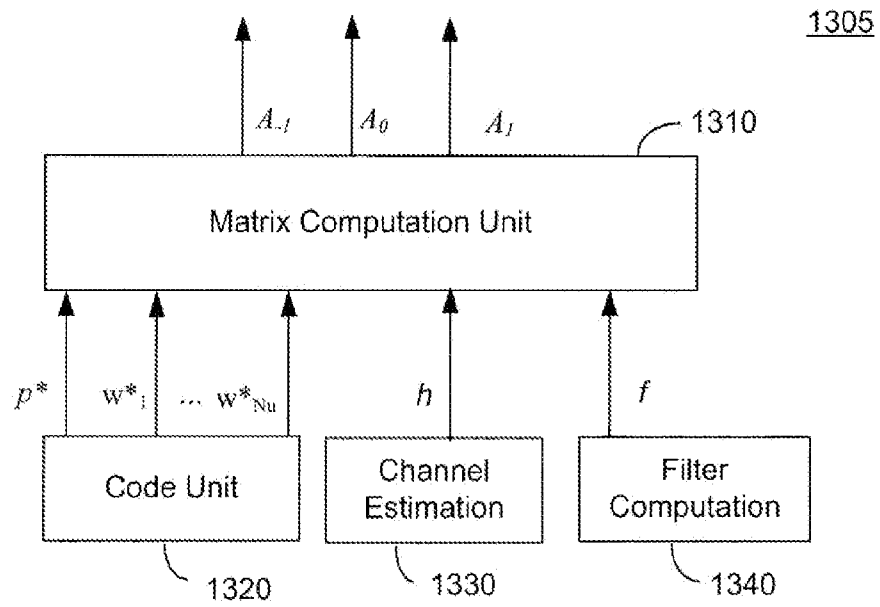 1305
A₋₁ A₀ A₁
1310
Matrix Computation Unit
p* w*₁ ... w*Nu h f
Code Unit
Channel
Estimation
Filter
Computation
1320 1330 1340